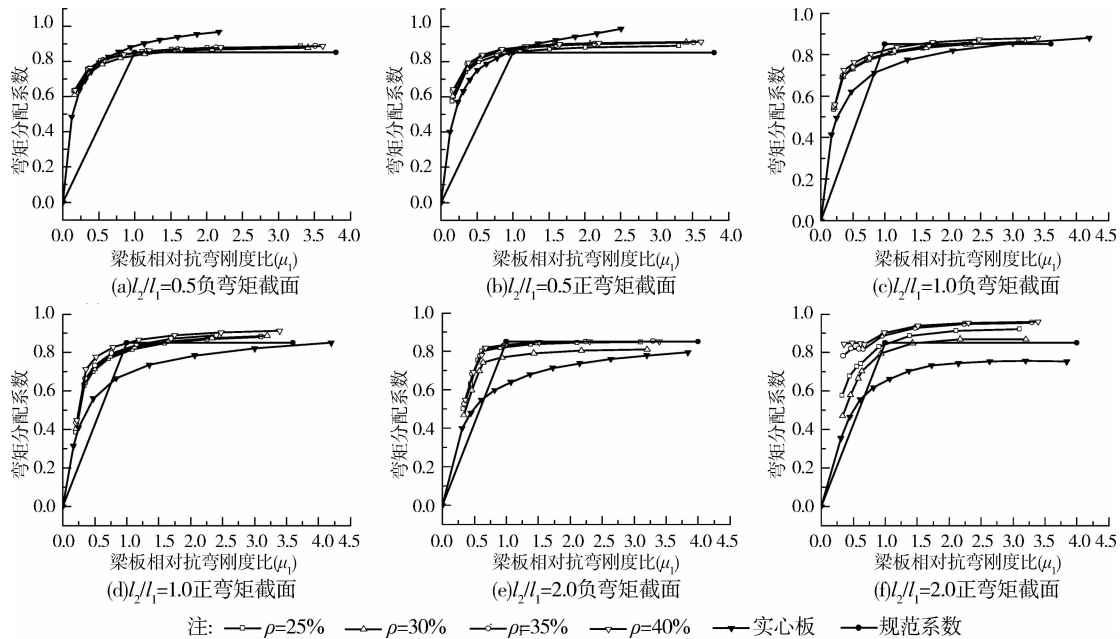 弯矩分配系数
1.0
0.8
0.6
0.4
0.2
0.0
0.0 0.5 1.0 1.5 2.0 2.5 3.0 3.5 4.0
梁板相对抗弯刚度比(μ₁)
(a)l₂/l₁=0.5负弯矩截面
弯矩分配系数
1.0
0.8
0.6
0.4
0.2
0.0
0.0 0.5 1.0 1.5 2.0 2.5 3.0 3.5 4.0
梁板相对抗弯刚度比(μ₁)
(b)l₂/l₁=0.5正弯矩截面
弯矩分配系数
1.0
0.8
0.6
0.4
0.2
0.0
0.0 0.5 1.0 1.5 2.0 2.5 3.0 3.5 4.0 4.5
梁板相对抗弯刚度比(μ₁)
(c)l₂/l₁=1.0负弯矩截面
弯矩分配系数
1.0
0.8
0.6
0.4
0.2
0.0
0.0 0.5 1.0 1.5 2.0 2.5 3.0 3.5 4.0 4.5
梁板相对抗弯刚度比(μ₁)
(d)l₂/l₁=1.0正弯矩截面
弯矩分配系数
1.0
0.8
0.6
0.4
0.2
0.0
0.0 0.5 1.0 1.5 2.0 2.5 3.0 3.5 4.0 4.5
梁板相对抗弯刚度比(μ₁)
(e)l₂/l₁=2.0负弯矩截面
弯矩分配系数
1.0
0.8
0.6
0.4
0.2
0.0
0.0 0.5 1.0 1.5 2.0 2.5 3.0 3.5 4.0 4.5
梁板相对抗弯刚度比(μ₁)
(f)l₂/l₁=2.0正弯矩截面
注: ρ=25% ρ=30% ρ=35% ρ=40% 实心板 规范系数